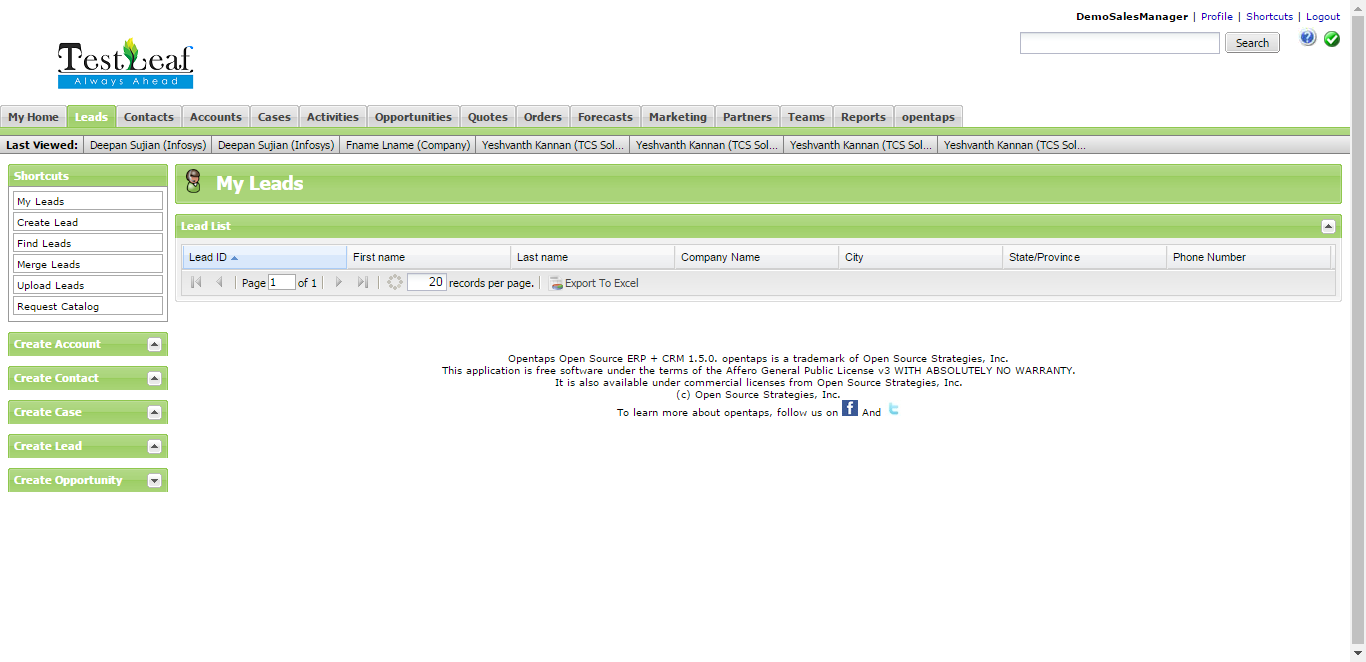 DemoSalesManager | Profile | Shortcuts | Logout
Search
TestLeaf
Always Ahead
My Home Leads Contacts Accounts Cases Activities Opportunities Quotes Orders Forecasts Marketing Partners Teams Reports opentaps
Last Viewed: Deepan Sujian (Infosys) Deepan Sujian (Infosys) Fname Lname (Company) Yeshvanth Kannan (TCS Sol... Yeshvanth Kannan (TCS Sol... Yeshvanth Kannan (TCS Sol... Yeshvanth Kannan (TCS Sol...
Shortcuts
My Leads
Create Lead
Find Leads
Merge Leads
Upload Leads
Request Catalog
Create Account
Create Contact
Create Case
Create Lead
Create Opportunity
My Leads
Lead List
Lead ID First name Last name Company Name City State/Province Phone Number
Page 1 of 1 20 records per page. Export To Excel
Opentaps Open Source ERP + CRM 1.5.0. opentaps is a trademark of Open Source Strategies, Inc.
This application is free software under the terms of the Affero General Public License v3 WITH ABSOLUTELY NO WARRANTY.
It is also available under commercial licenses from Open Source Strategies, Inc.
(c) Open Source Strategies, Inc.
To learn more about opentaps, follow us on f And t